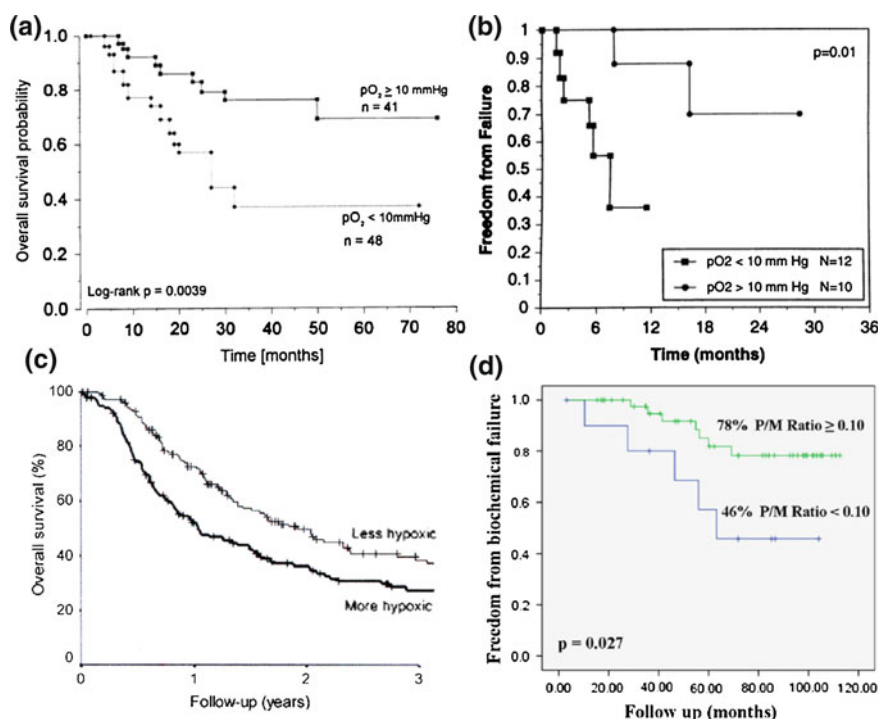 (a)
1.0
0.8
0.6
0.4
0.2
0.0
Overall survival probability
pO₂ ≥ 10 mmHg
n = 41
pO₂ < 10mmHg
n = 48
Log-rank p = 0.0039
0 10 20 30 40 50 60 70 80
Time [months]
(b)
1
0.9
0.8
0.7
0.6
0.5
0.4
0.3
0.2
0.1
0
Freedom from Failure
p=0.01
pO2 < 10 mm Hg N=12
pO2 > 10 mm Hg N=10
0 6 12 18 24 30 36
Time (months)
(c)
100
80
60
40
20
0
Overall survival (%)
Less hypoxic
More hypoxic
0 1 2 3
Follow-up (years)
(d)
1.0
0.8
0.6
0.4
0.2
0.0
Freedom from biochemical failure
78% P/M Ratio ≥ 0.10
46% P/M Ratio < 0.10
p = 0.027
0.00 20.00 40.00 60.00 80.00 100.00 120.00
Follow up (months)